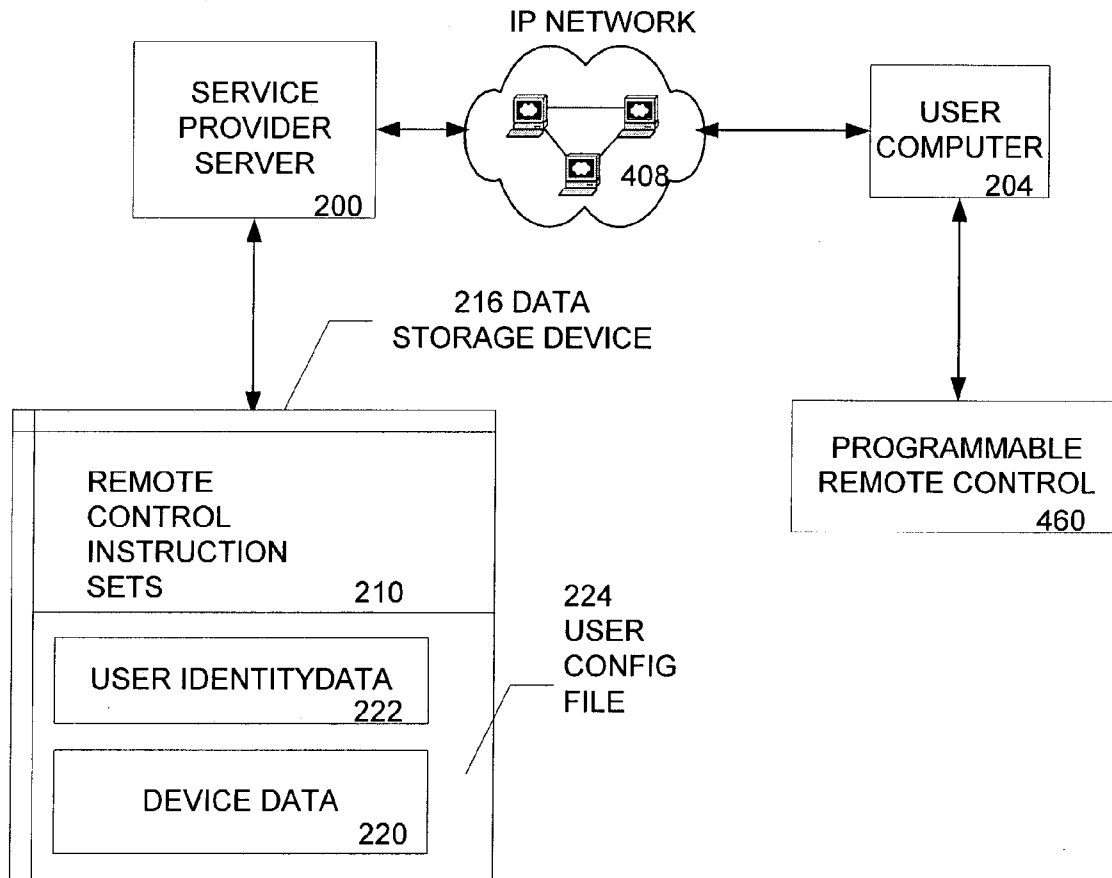 IP NETWORK
SERVICE
PROVIDER
SERVER
200
408
USER
COMPUTER
204
216 DATA
STORAGE DEVICE
PROGRAMMABLE
REMOTE CONTROL
460
REMOTE
CONTROL
INSTRUCTION
SETS
210
224
USER
CONFIG
FILE
USER IDENTITYDATA
222
DEVICE DATA
220